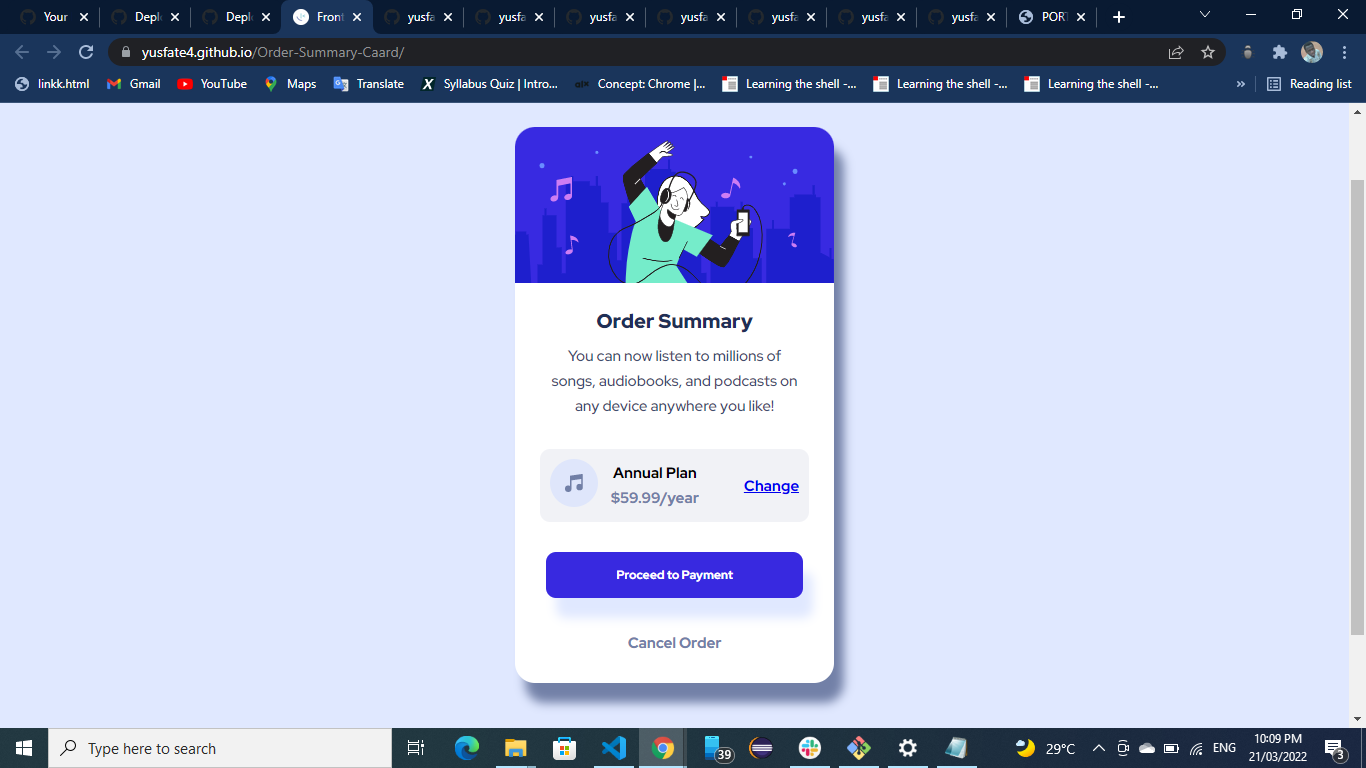 Your
Depl
Depl
Front
yusfa
yusfa
yusfa
yusfa
yusfa
yusfa
yusfa
PORT
yusfate4.github.io/Order-Summary-Caard/
linkk.html
Gmail
YouTube
Maps
Translate
Syllabus Quiz | Intro...
Concept: Chrome |...
Learning the shell -...
Learning the shell -...
Learning the shell -...
»
Reading list
Order Summary
You can now listen to millions of
songs, audiobooks, and podcasts on
any device anywhere you like!
Annual Plan
$59.99/year
Change
Proceed to Payment
Cancel Order
Type here to search
39
29°C
ENG
10:09 PM
21/03/2022
3